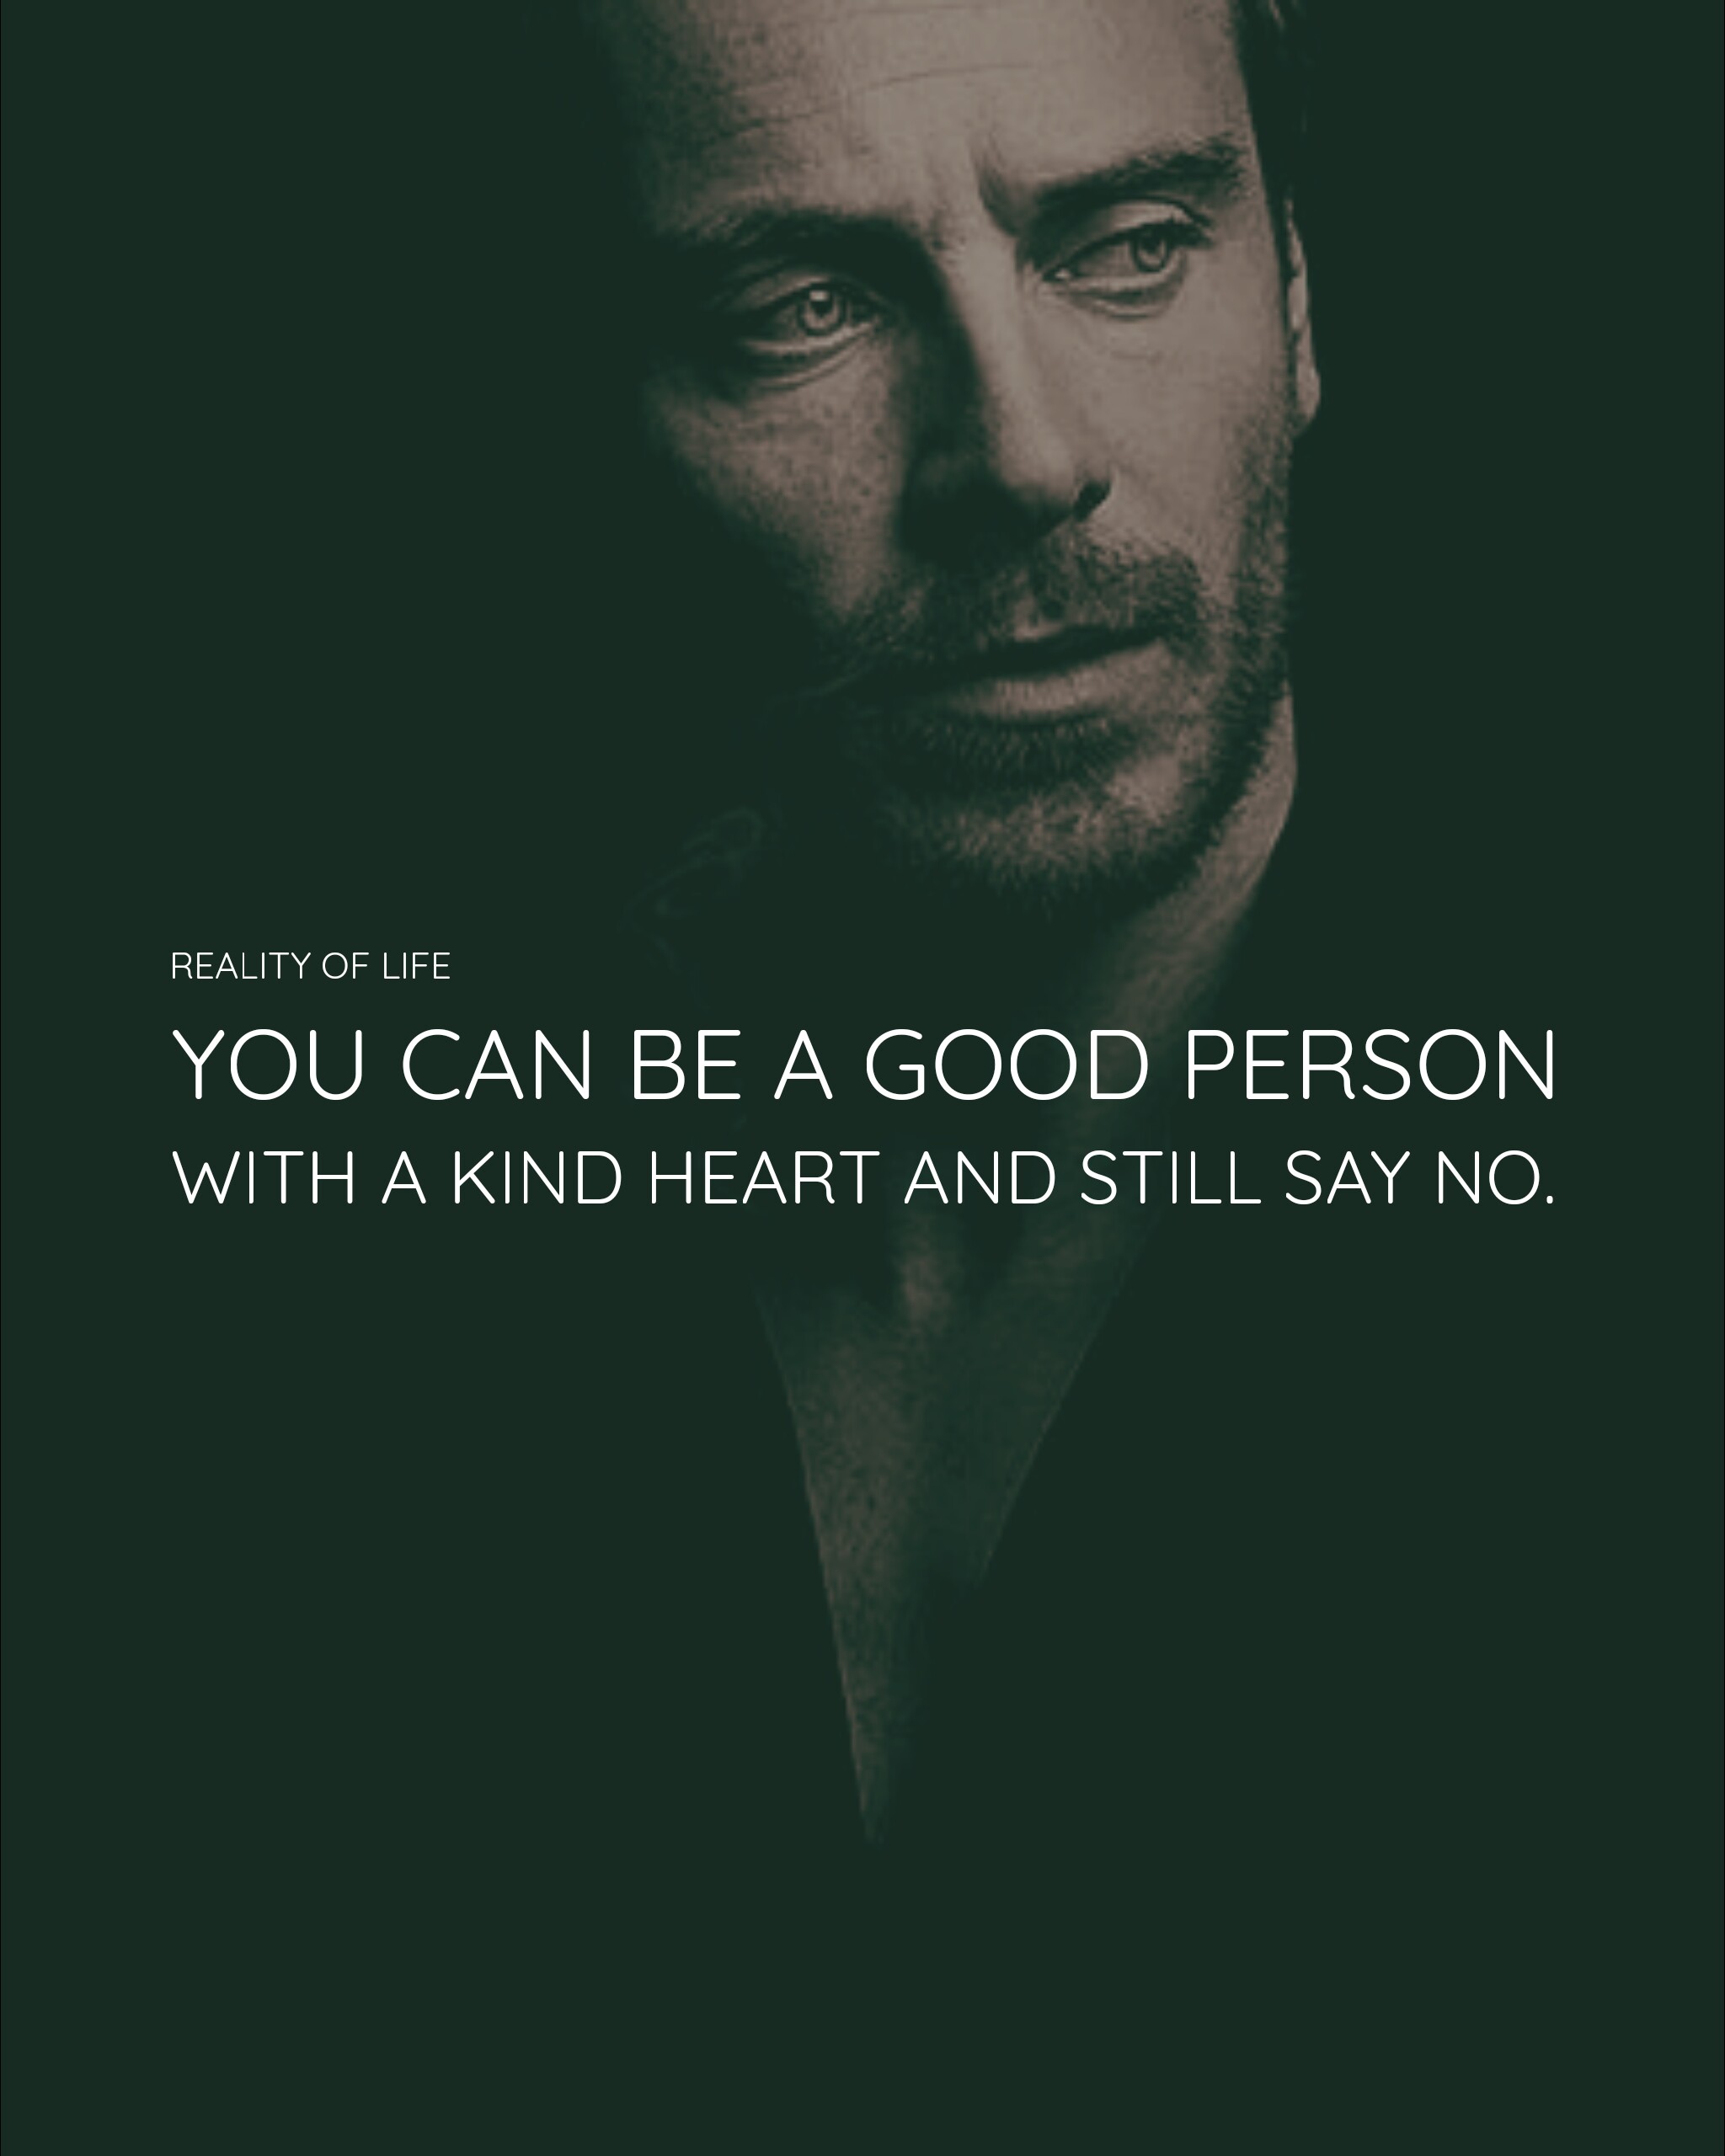 REALITY OF LIFE
YOU CAN BE A GOOD PERSON
WITH A KIND HEART AND STILL SAY NO.